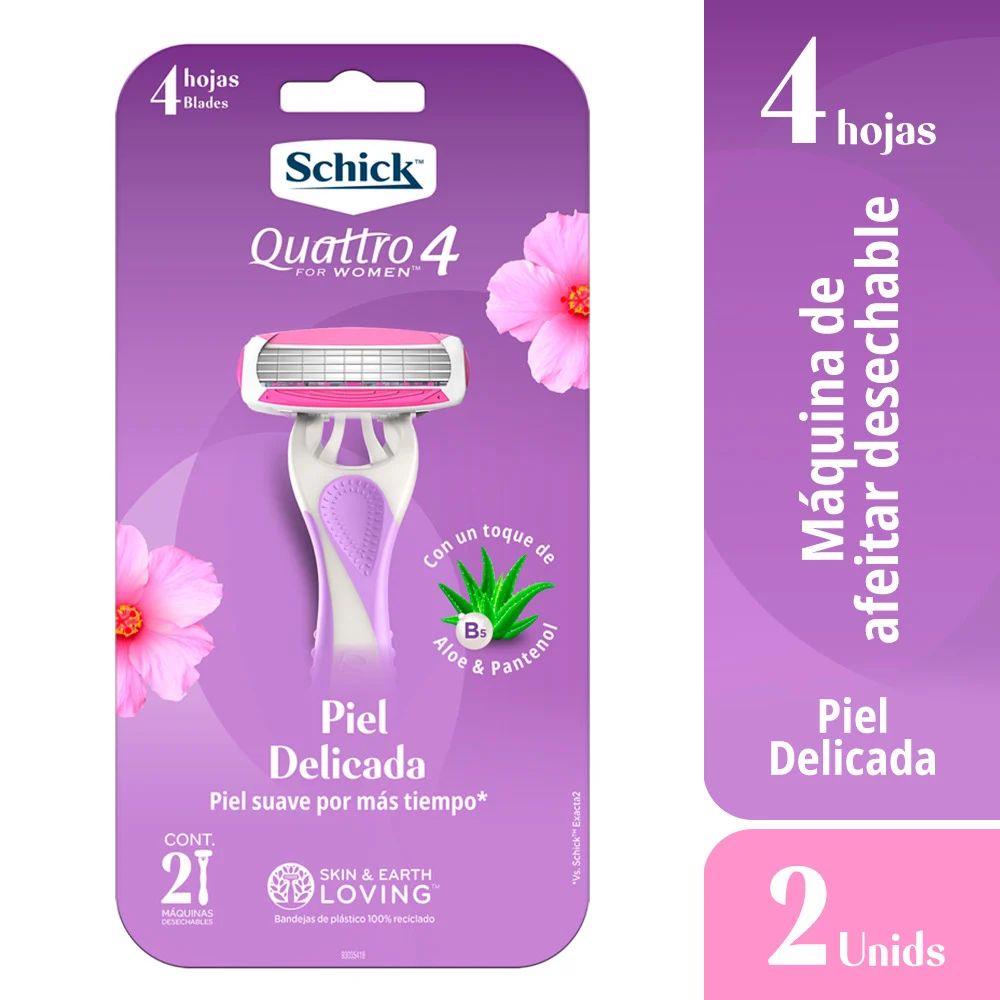 4 hojas
Blades
Schick™
Quattro 4
FOR WOMEN™
Con un toque de
B5
Aloe & Pantenol
Piel
Delicada
Piel suave por más tiempo*
CONT.
2
MÁQUINAS
DESECHABLES
SKIN & EARTH
LOVING™
Bandejas de plástico 100% reciclado
*Vs. Schick™ Exacta2
4 hojas
Máquina de
afeitar desechable
Piel
Delicada
2 Unids